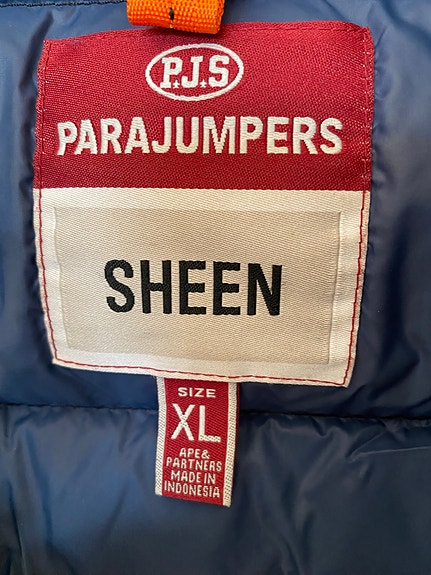 P.J.S
PARAJUMPERS
SHEEN
SIZE
XL
APE&
PARTNERS
MADE IN
INDONESIA